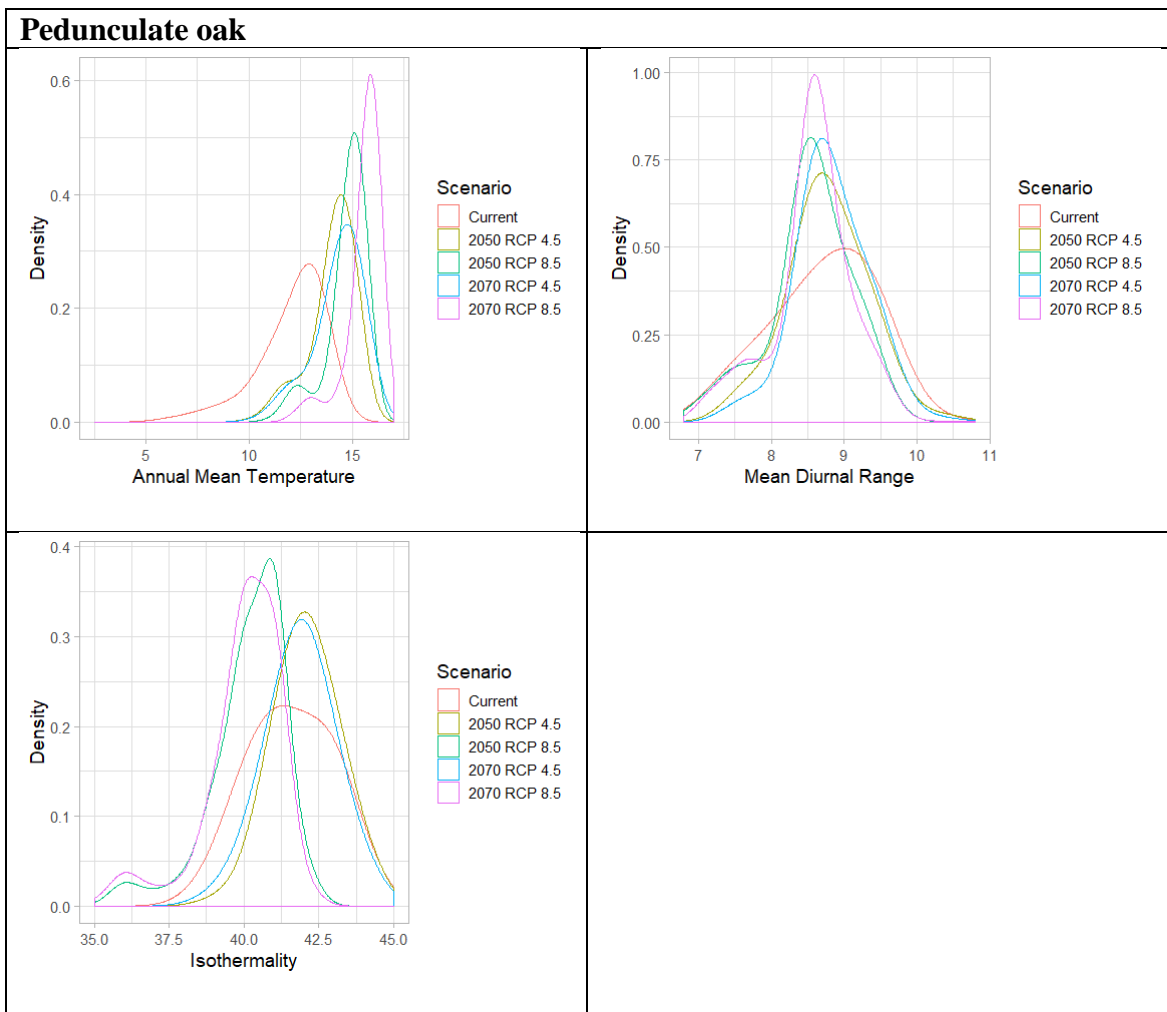 Pedunculate oak
0.6
0.4
0.2
0.0
Density
5
10
15
Annual Mean Temperature
Scenario
Current
2050 RCP 4.5
2050 RCP 8.5
2070 RCP 4.5
2070 RCP 8.5
1.00
0.75
0.50
0.25
0.00
Density
7
8
9
10
11
Mean Diurnal Range
Scenario
Current
2050 RCP 4.5
2050 RCP 8.5
2070 RCP 4.5
2070 RCP 8.5
0.4
0.3
0.2
0.1
0.0
Density
35.0
37.5
40.0
42.5
45.0
Isothermality
Scenario
Current
2050 RCP 4.5
2050 RCP 8.5
2070 RCP 4.5
2070 RCP 8.5